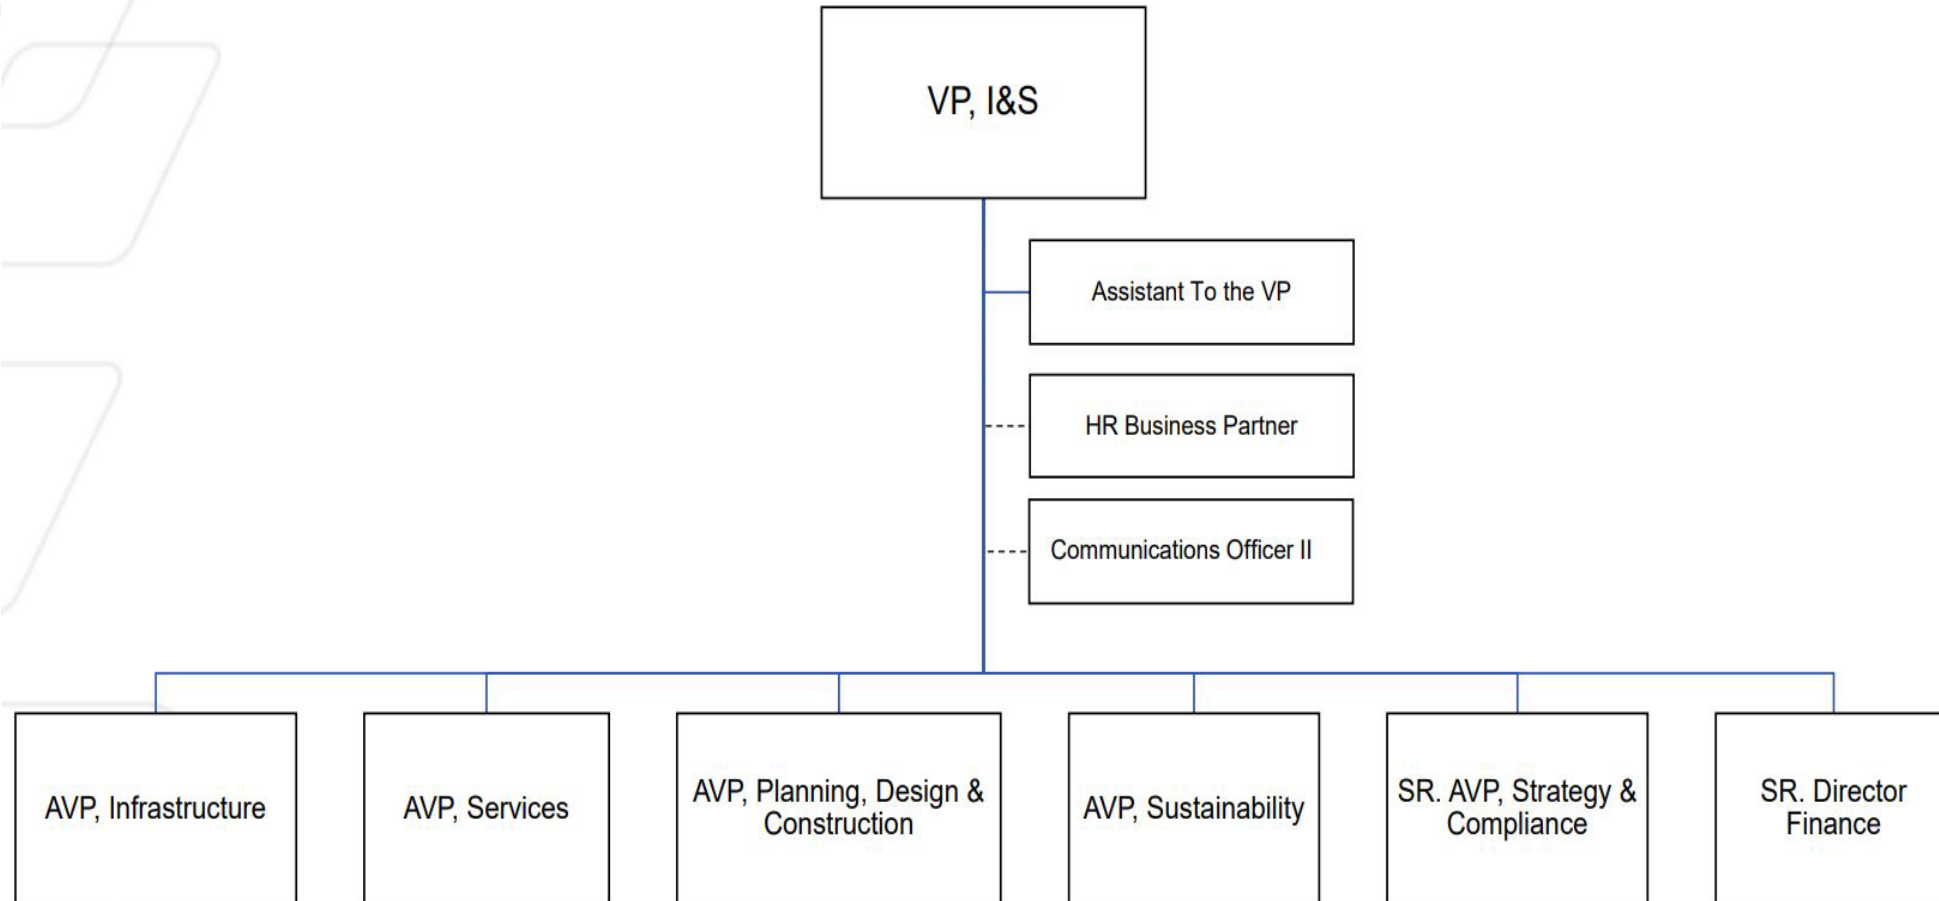 VP, I&S
Assistant To the VP
HR Business Partner
Communications Officer II
AVP, Infrastructure
AVP, Services
AVP, Planning, Design &
Construction
AVP, Sustainability
SR. AVP, Strategy &
Compliance
SR. Director
Finance